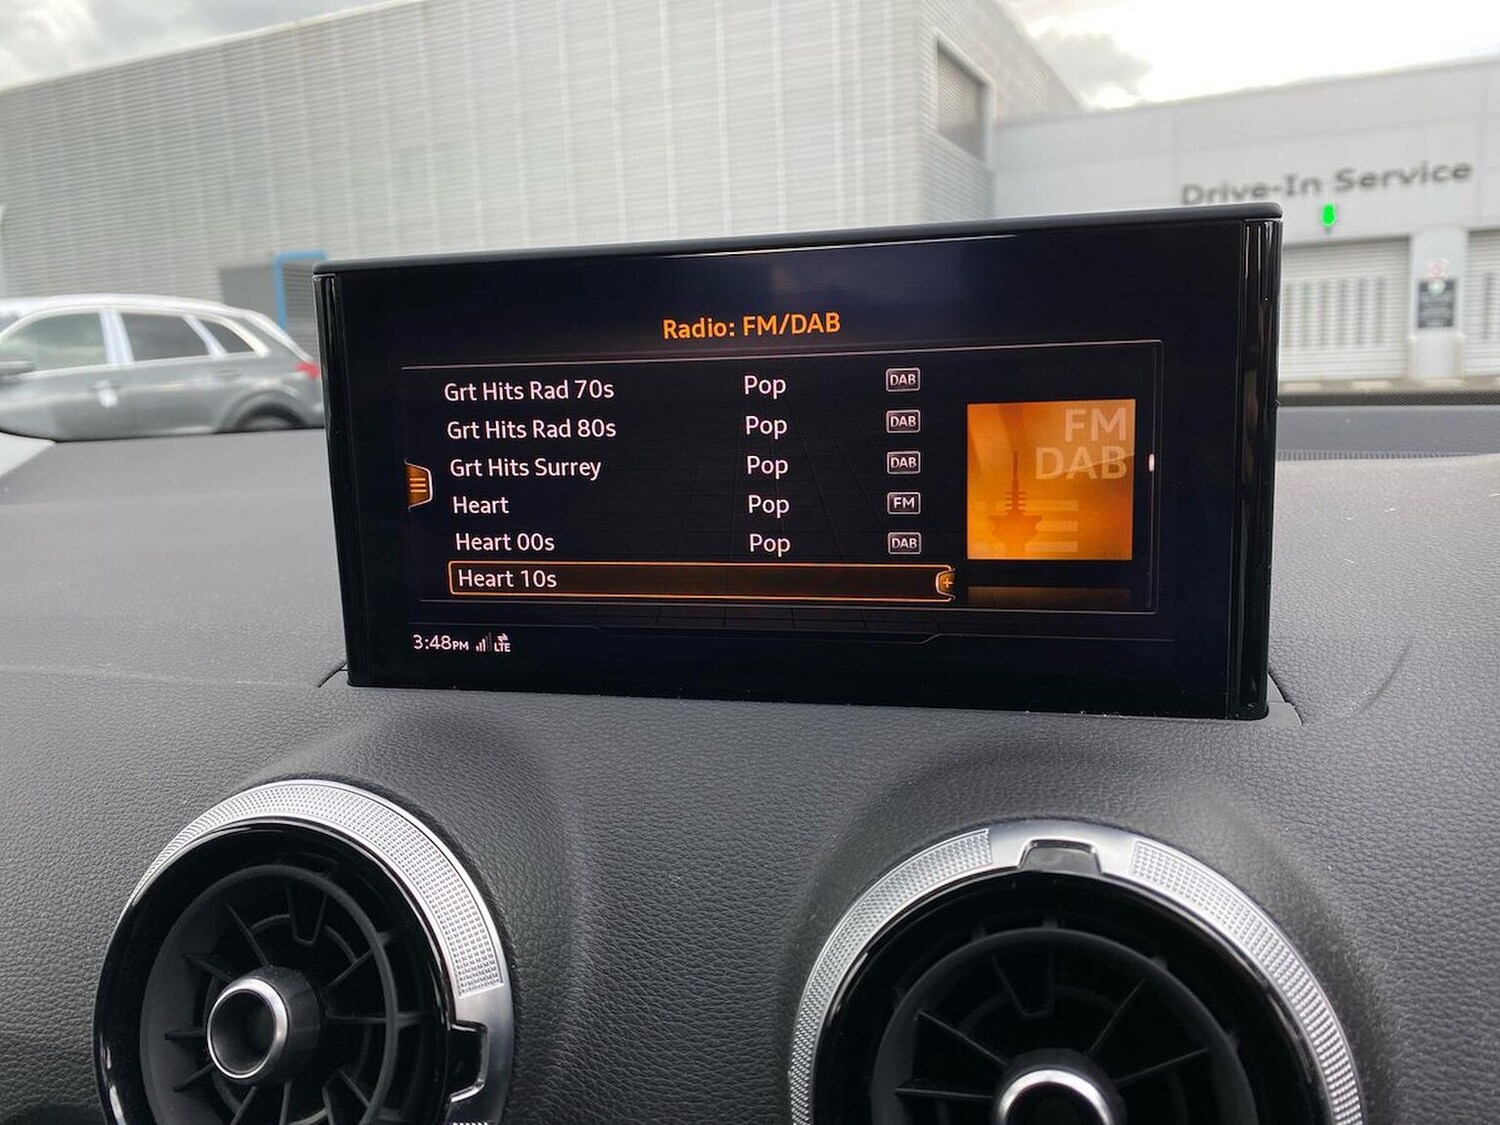 Drive-In Service
Radio: FM/DAB
Grt Hits Rad 70s Pop DAB
Grt Hits Rad 80s Pop DAB
Grt Hits Surrey Pop DAB
Heart Pop FM
Heart 00s Pop DAB
Heart 10s +
FM
DAB
3:48PM LTE